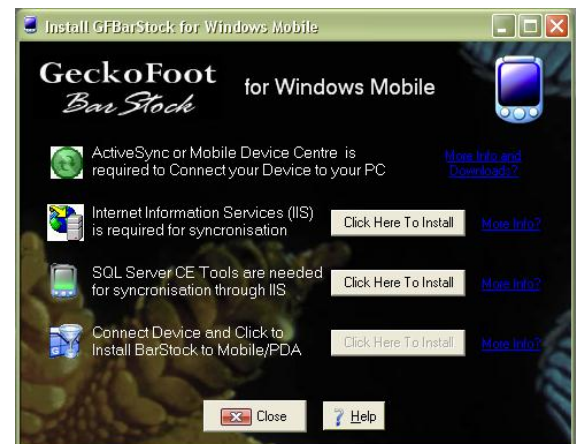 Install GFBarStock for Windows Mobile
GeckoFoot
Bar Stock
for Windows Mobile
ActiveSync or Mobile Device Centre is
required to Connect your Device to your PC
More Info and
Downloads?
Internet Information Services (IIS)
is required for syncronisation
Click Here To Install
More Info?
SQL Server CE Tools are needed
for syncronisation through IIS
Click Here To Install
More Info?
Connect Device and Click to
Install BarStock to Mobile/PDA
Click Here To Install
More Info?
Close
Help